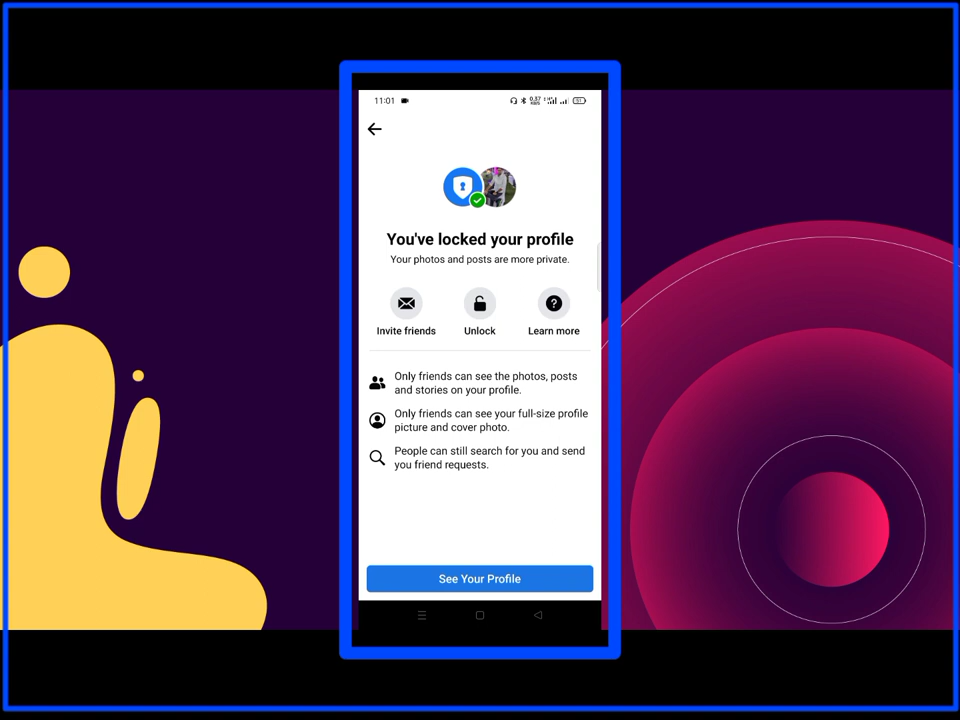 11:01
You've locked your profile
Your photos and posts are more private.
Invite friends Unlock Learn more
Only friends can see the photos, posts
and stories on your profile.
Only friends can see your full-size profile
picture and cover photo.
People can still search for you and send
you friend requests.
See Your Profile